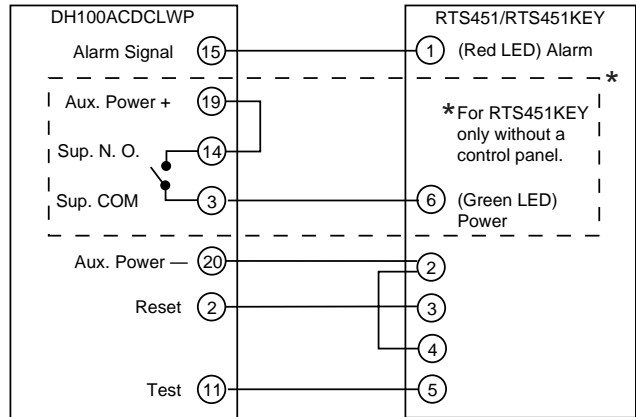 DH100ACDCLWP RTS451/RTS451KEY
Alarm Signal 15 1 (Red LED) Alarm
*
Aux. Power + 19
*For RTS451KEY
only without a
control panel.
Sup. N. O. 14
Sup. COM 3 6 (Green LED)
Power
Aux. Power — 20 2
Reset 2 3
4
Test 11 5